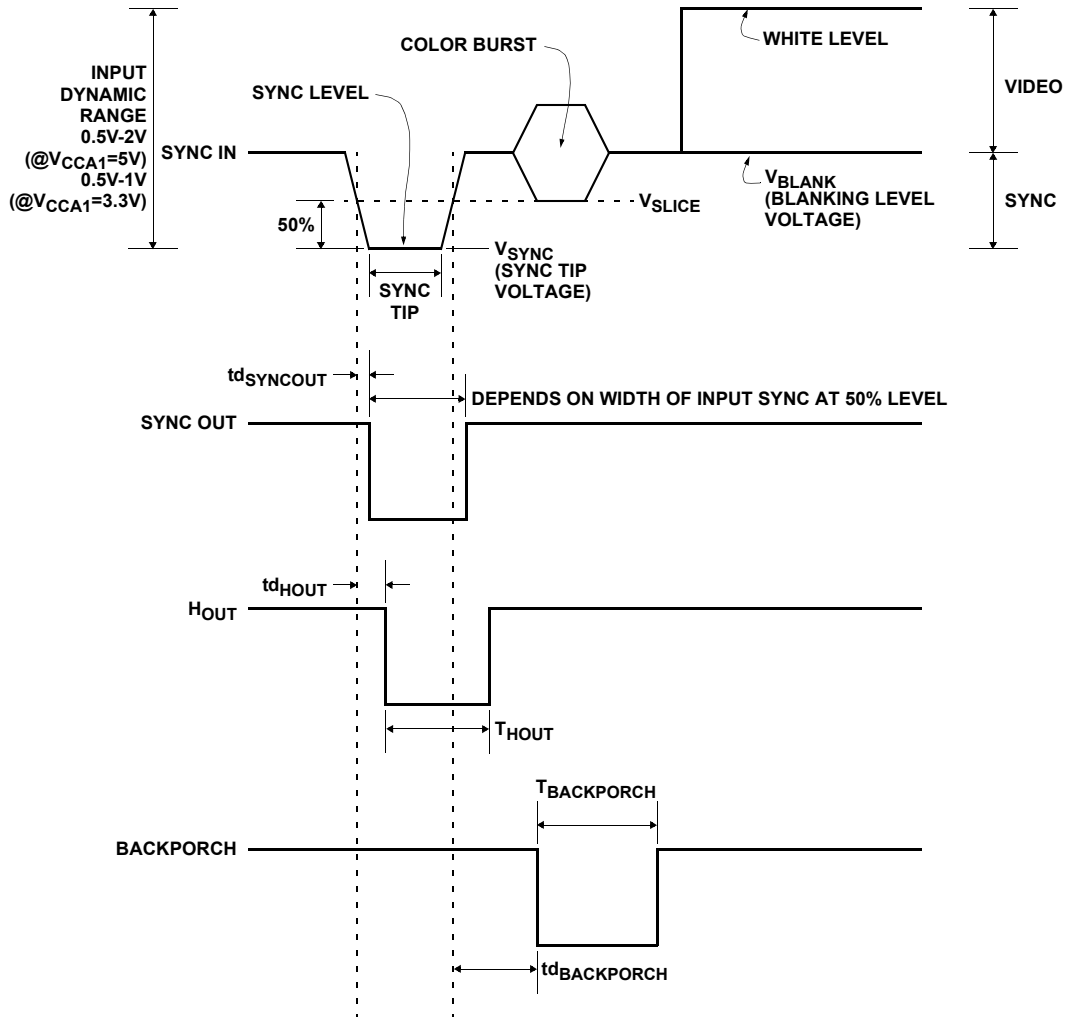 WHITE LEVEL
COLOR BURST
INPUT
DYNAMIC
RANGE
0.5V-2V
(@VCCA1=5V)
0.5V-1V
(@VCCA1=3.3V)
SYNC LEVEL
VIDEO
SYNC IN
VBLANK
(BLANKING LEVEL
VOLTAGE)
SYNC
VSLICE
50%
VSYNC
(SYNC TIP
VOLTAGE)
SYNC
TIP
tdSYNCOUT
DEPENDS ON WIDTH OF INPUT SYNC AT 50% LEVEL
SYNC OUT
tdHOUT
HOUT
THOUT
TBACKPORCH
BACKPORCH
tdBACKPORCH